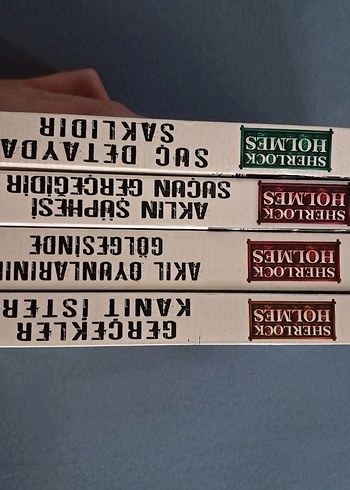 SHERLOCK
HOLMES
GERÇEKLER
KANIT İSTER
SHERLOCK
HOLMES
AKIL OYUNLARININ
GÖLGESİNDE
SHERLOCK
HOLMES
AKLIN ŞÜPHESİ
SUÇUN GERÇEĞİDİR
SHERLOCK
HOLMES
SUÇ DETAYDA
SAKLIDIR